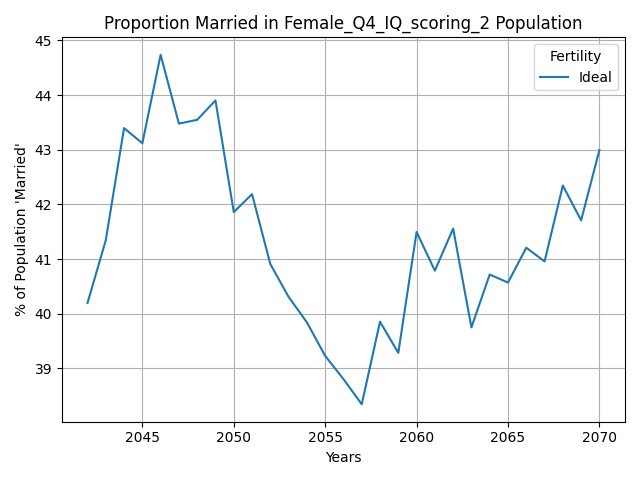 Proportion Married in Female_Q4_IQ_scoring_2 Population
45
44
43
42
41
40
39
% of Population 'Married'
Fertility
Ideal
2045 2050 2055 2060 2065 2070
Years